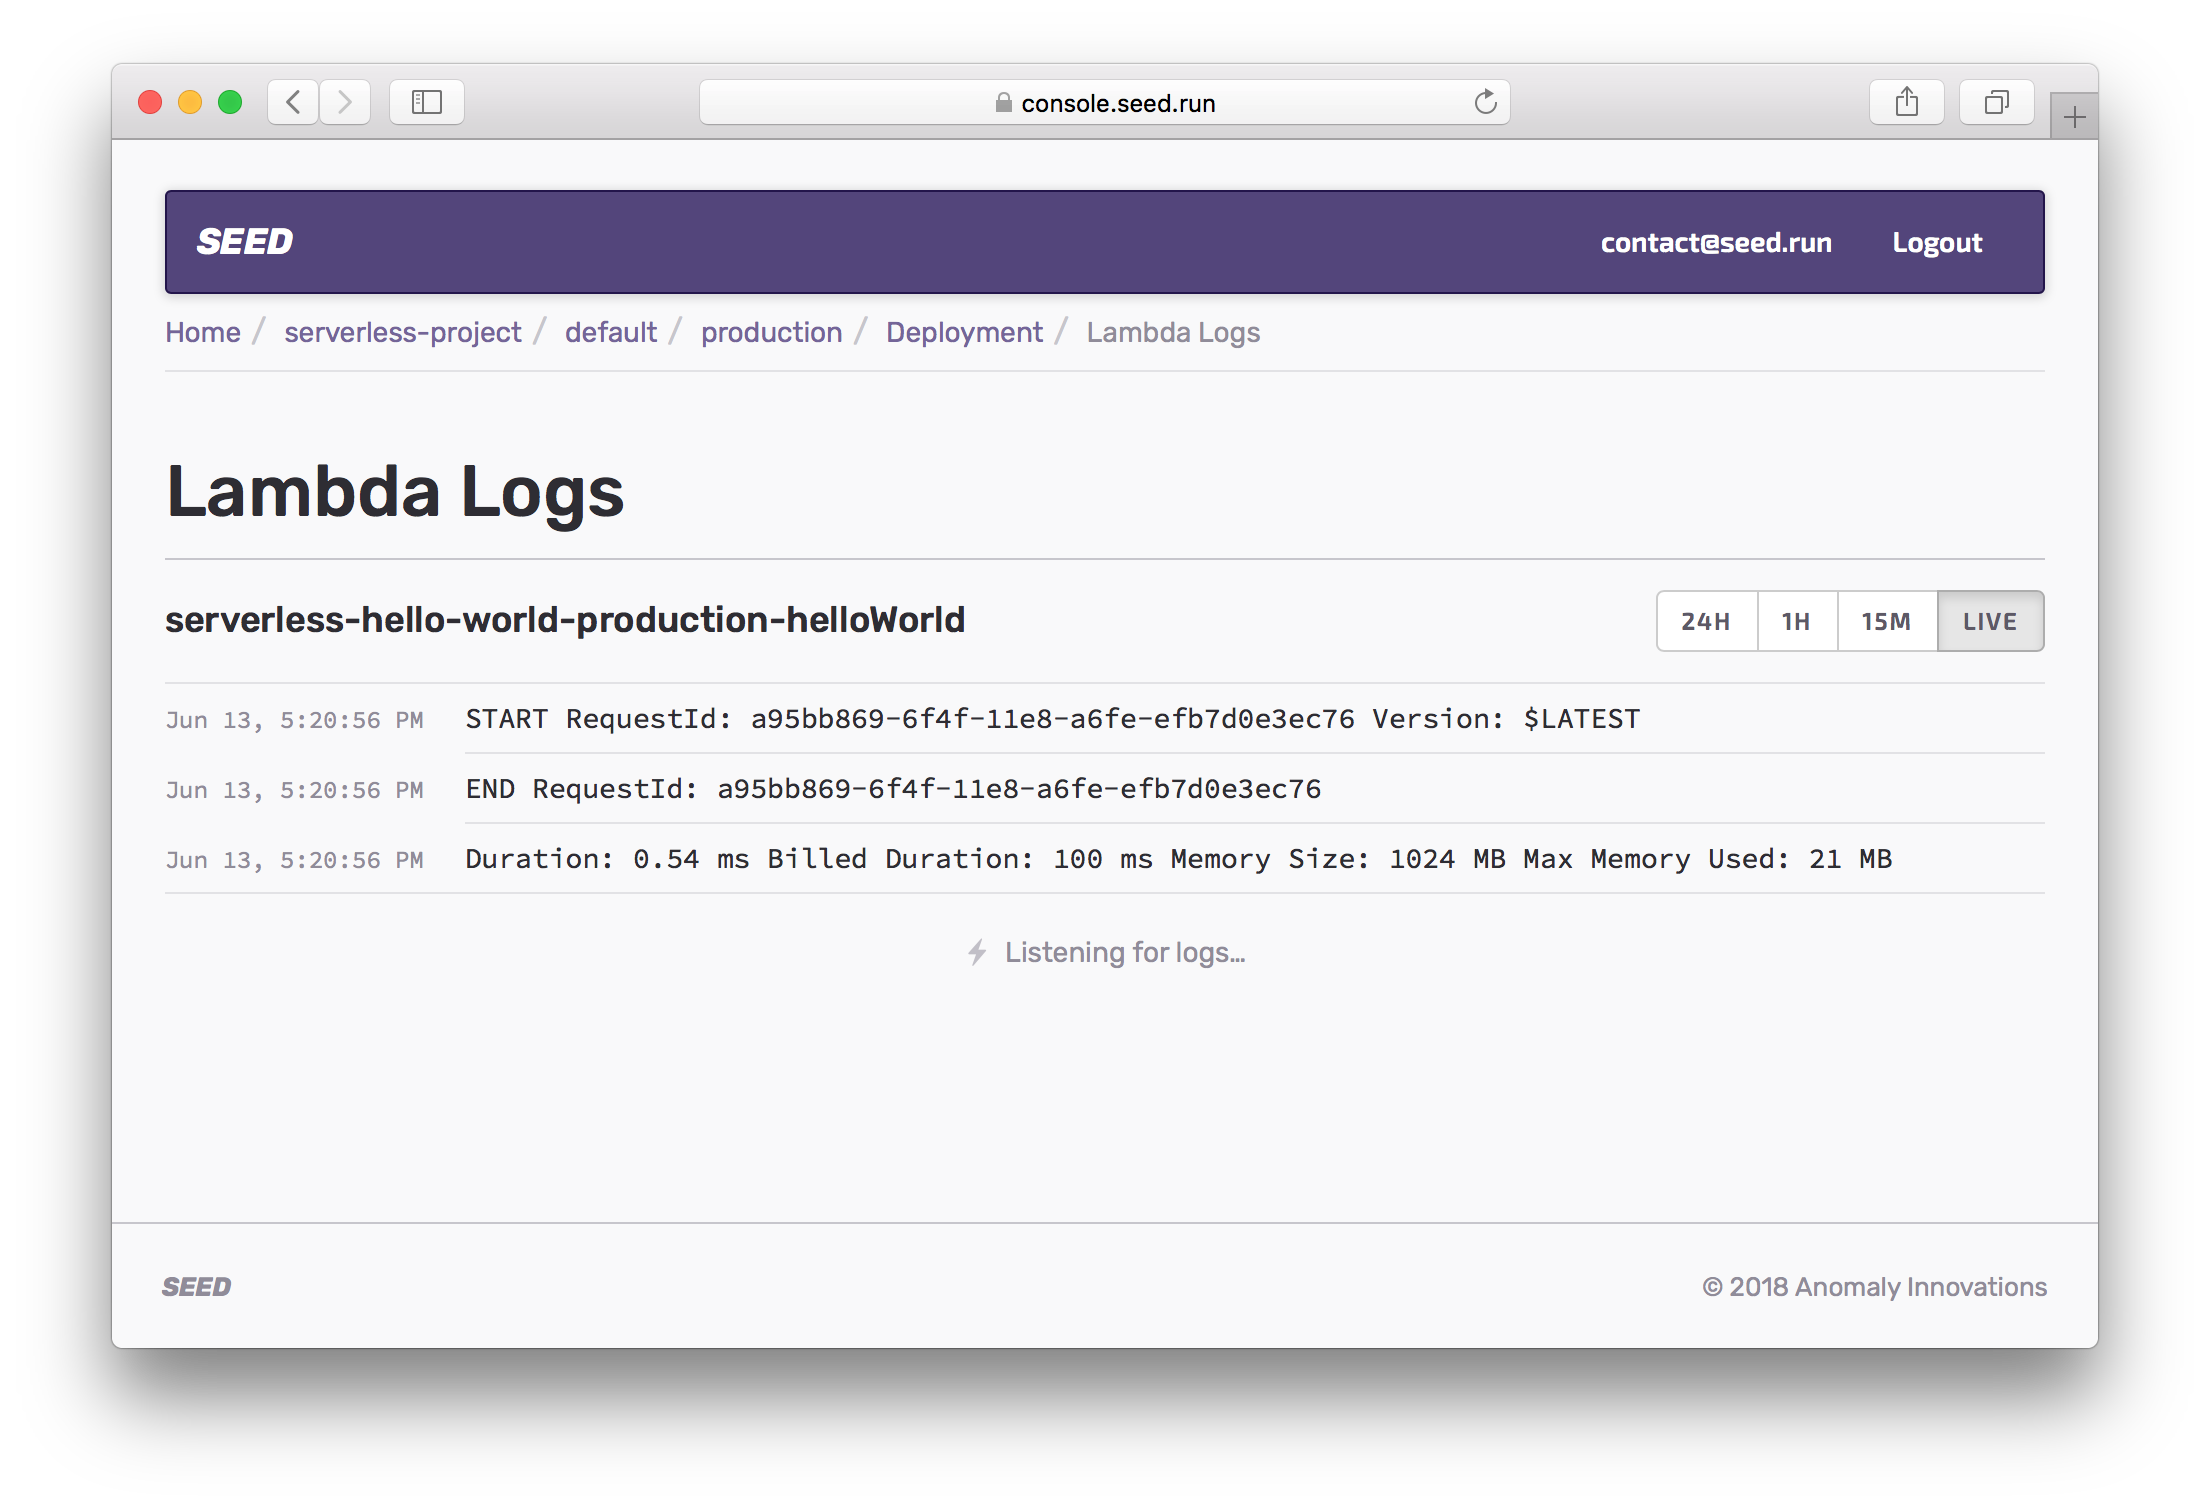 console.seed.run
SEED contact@seed.run Logout
Home / serverless-project / default / production / Deployment / Lambda Logs
Lambda Logs
serverless-hello-world-production-helloWorld 24H 1H 15M LIVE
Jun 13, 5:20:56 PM START RequestId: a95bb869-6f4f-11e8-a6fe-efb7d0e3ec76 Version: $LATEST
Jun 13, 5:20:56 PM END RequestId: a95bb869-6f4f-11e8-a6fe-efb7d0e3ec76
Jun 13, 5:20:56 PM Duration: 0.54 ms Billed Duration: 100 ms Memory Size: 1024 MB Max Memory Used: 21 MB
Listening for logs...
SEED © 2018 Anomaly Innovations